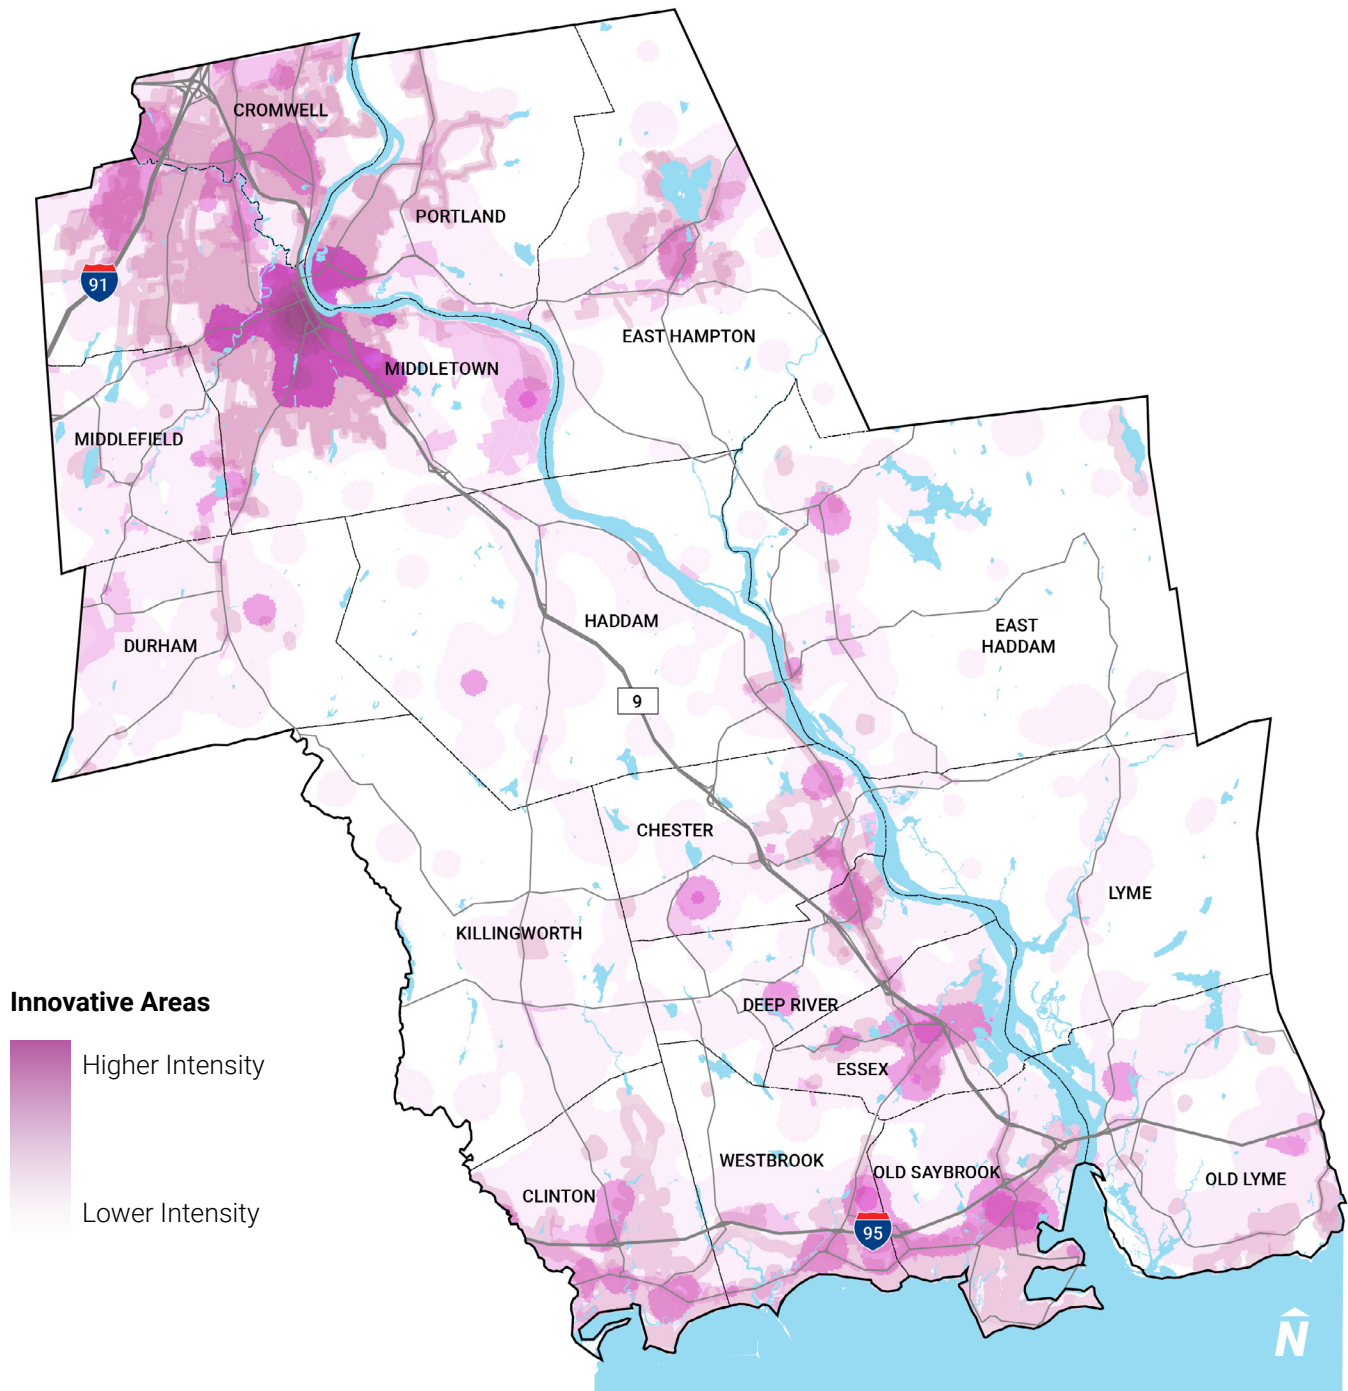 CROMWELL
PORTLAND
91
EAST HAMPTON
MIDDLETOWN
MIDDLEFIELD
HADDAM
EAST
HADDAM
DURHAM
9
CHESTER
LYME
KILLINGWORTH
DEEP RIVER
ESSEX
WESTBROOK
OLD SAYBROOK
OLD LYME
CLINTON
95
Innovative Areas
Higher Intensity
Lower Intensity
N